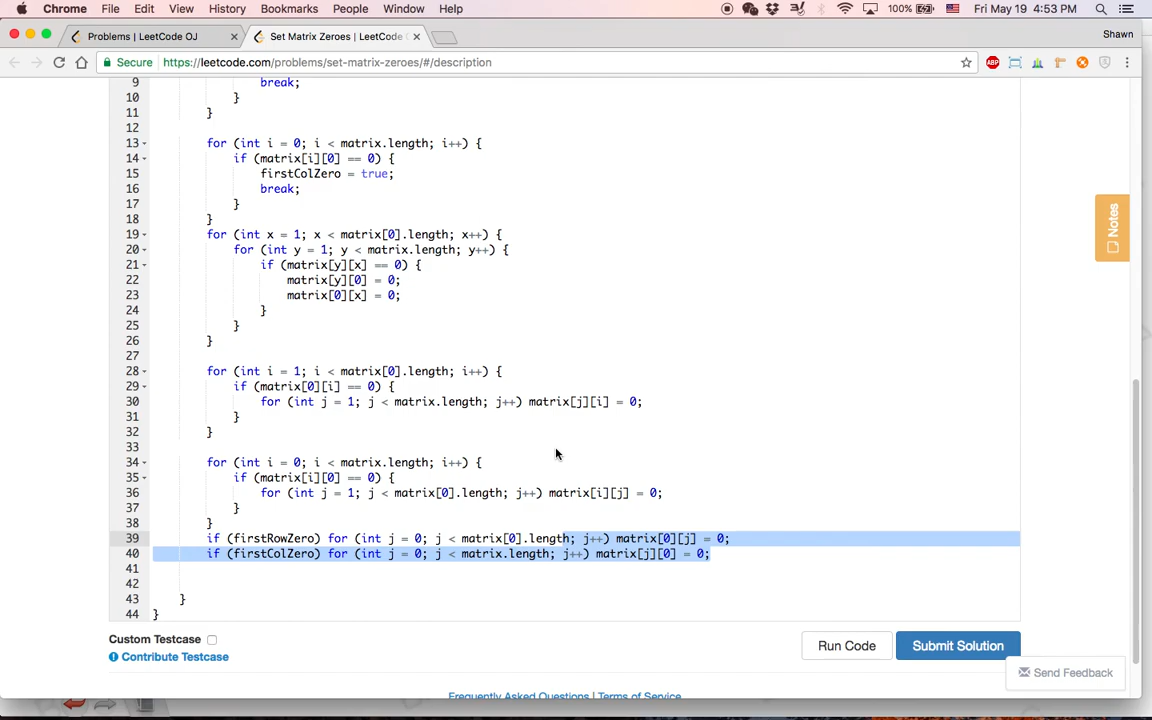 Chrome File Edit View History Bookmarks People Window Help 100% Fri May 19 4:53 PM
Problems | LeetCode OJ × Set Matrix Zeroes | LeetCode × Shawn
Secure https://leetcode.com/problems/set-matrix-zeroes/#/description
9 break;
10 }
11 }
12
13 for (int i = 0; i < matrix.length; i++) {
14 if (matrix[i][0] == 0) {
15 firstColZero = true;
16 break;
17 }
18 }
19 for (int x = 1; x < matrix[0].length; x++) {
20 for (int y = 1; y < matrix.length; y++) {
21 if (matrix[y][x] == 0) {
22 matrix[y][0] = 0;
23 matrix[0][x] = 0;
24 }
25 }
26 }
27
28 for (int i = 1; i < matrix[0].length; i++) {
29 if (matrix[0][i] == 0) {
30 for (int j = 1; j < matrix.length; j++) matrix[j][i] = 0;
31 }
32 }
33
34 for (int i = 0; i < matrix.length; i++) {
35 if (matrix[i][0] == 0) {
36 for (int j = 1; j < matrix[0].length; j++) matrix[i][j] = 0;
37 }
38 }
39 if (firstRowZero) for (int j = 0; j < matrix[0].length; j++) matrix[0][j] = 0;
40 if (firstColZero) for (int j = 0; j < matrix.length; j++) matrix[j][0] = 0;
41
42
43 }
44 }
Notes
Custom Testcase
Contribute Testcase
Run Code
Submit Solution
Send Feedback
Frequently Asked Questions | Terms of Service